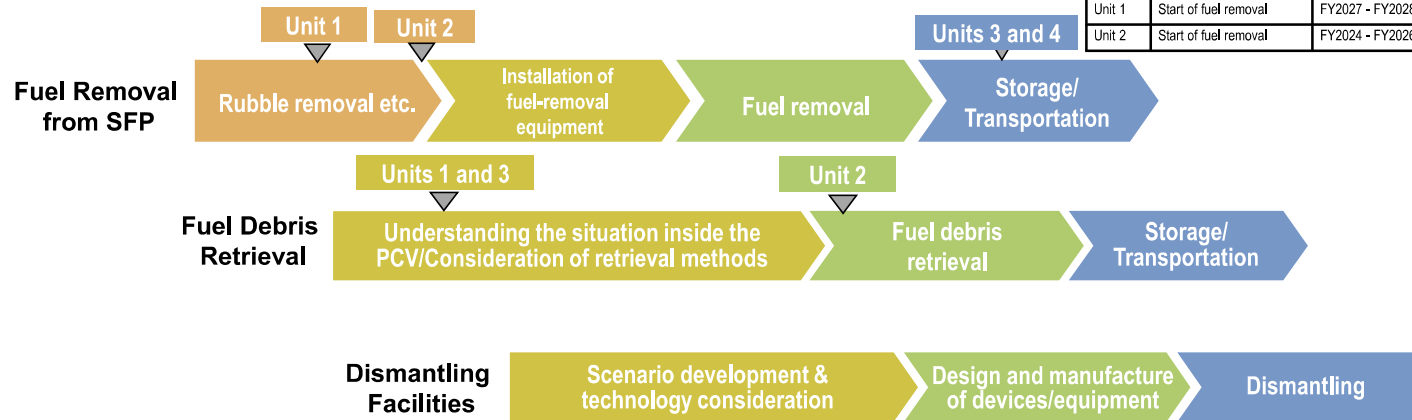 Unit 1
Unit 2
Units 3 and 4
Unit 1 Start of fuel removal FY2027 - FY2028
Unit 2 Start of fuel removal FY2024 - FY2026
Fuel Removal
from SFP
Rubble removal etc.
Installation of
fuel-removal
equipment
Fuel removal
Storage/
Transportation
Units 1 and 3
Unit 2
Fuel Debris
Retrieval
Understanding the situation inside the
PCV/Consideration of retrieval methods
Fuel debris
retrieval
Storage/
Transportation
Dismantling
Facilities
Scenario development &
technology consideration
Design and manufacture
of devices/equipment
Dismantling